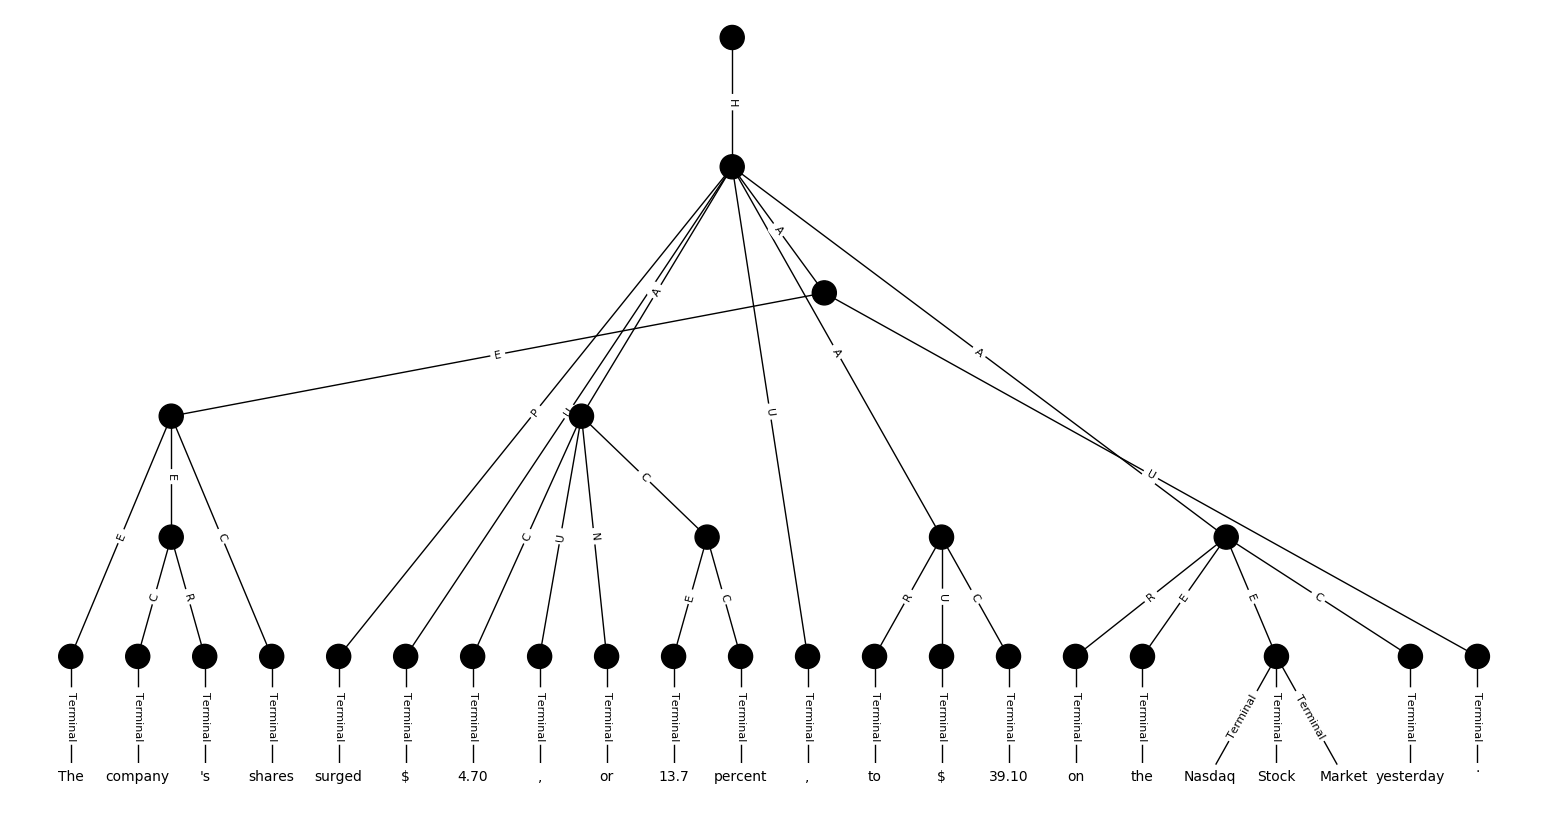 H
A
A
E
A
A
P
U
U
U
E
C
C
E
C
C
U
N
C
R
E
C
R
U
C
R
E
E
C
Terminal Terminal Terminal Terminal Terminal Terminal Terminal Terminal Terminal Terminal Terminal Terminal Terminal Terminal Terminal Terminal Terminal Terminal Terminal Terminal Terminal Terminal
The company 's shares surged $ 4.70 , or 13.7 percent , to $ 39.10 on the Nasdaq Stock Market yesterday .